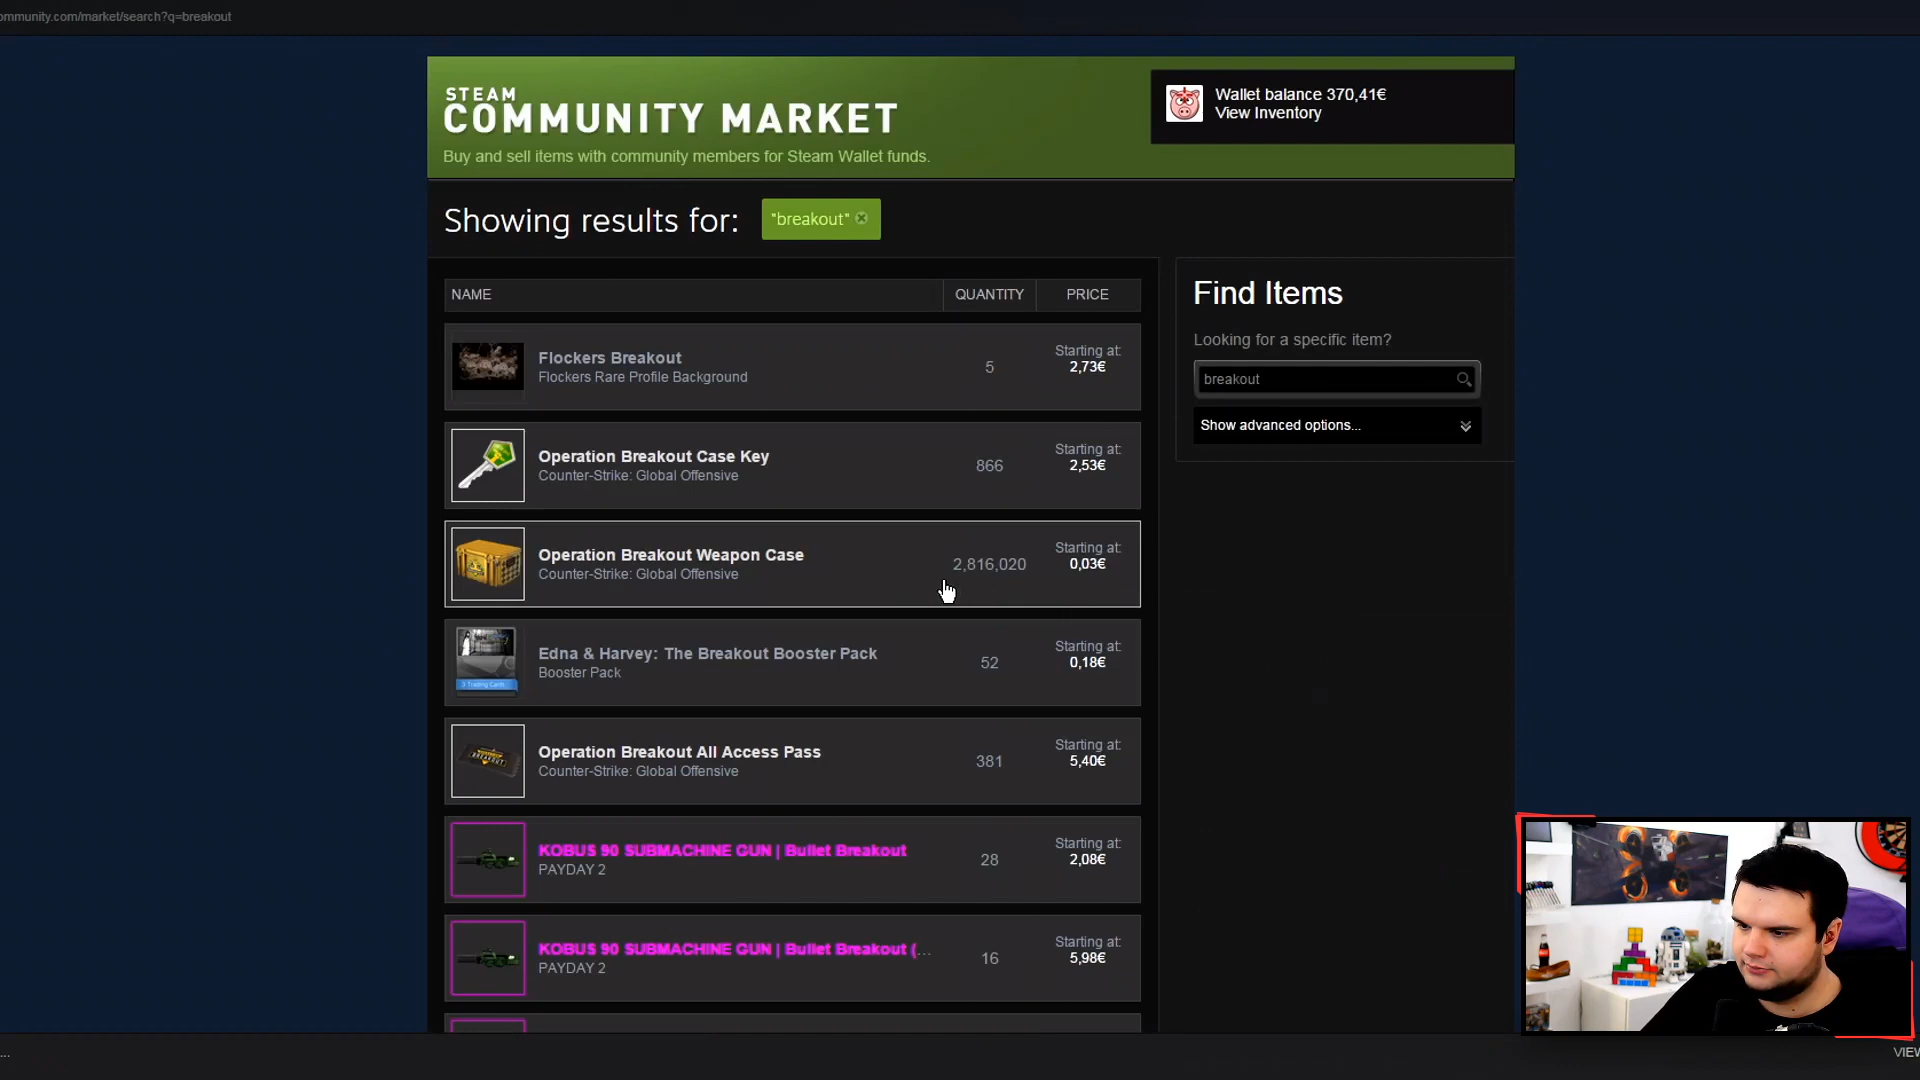 ommunity.com/market/search?q=breakout
STEAM
COMMUNITY MARKET
Buy and sell items with community members for Steam Wallet funds.
Wallet balance 370,41€
View Inventory
Showing results for:
"breakout"
NAME
QUANTITY
PRICE
Flockers Breakout
Flockers Rare Profile Background
5
Starting at:
2,73€
Operation Breakout Case Key
Counter-Strike: Global Offensive
866
Starting at:
2,53€
Operation Breakout Weapon Case
Counter-Strike: Global Offensive
2,816,020
Starting at:
0,03€
3 Trading Cards
Edna & Harvey: The Breakout Booster Pack
Booster Pack
52
Starting at:
0,18€
BREAKOUT
Operation Breakout All Access Pass
Counter-Strike: Global Offensive
381
Starting at:
5,40€
KOBUS 90 SUBMACHINE GUN | Bullet Breakout
PAYDAY 2
28
Starting at:
2,08€
KOBUS 90 SUBMACHINE GUN | Bullet Breakout (...
PAYDAY 2
16
Starting at:
5,98€
Find Items
Looking for a specific item?
breakout
Show advanced options...
...
VIEW